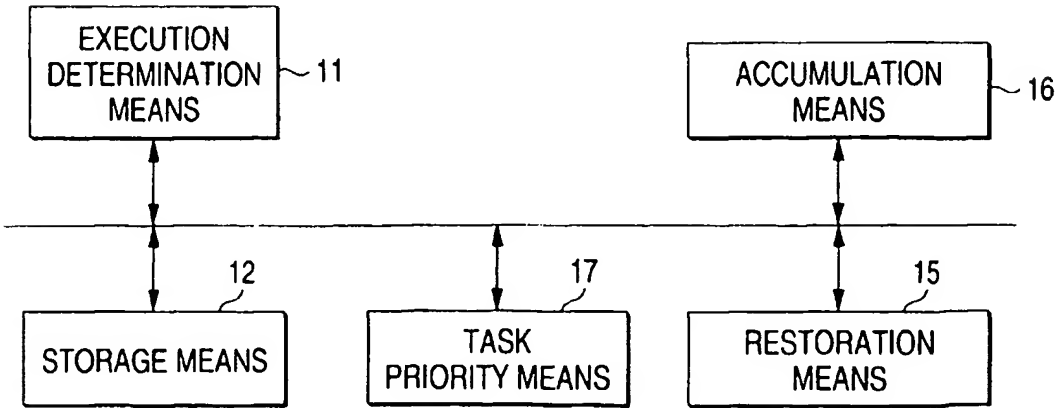 EXECUTION
DETERMINATION
MEANS
11
ACCUMULATION
MEANS
16
12
STORAGE MEANS
17
TASK
PRIORITY MEANS
15
RESTORATION
MEANS